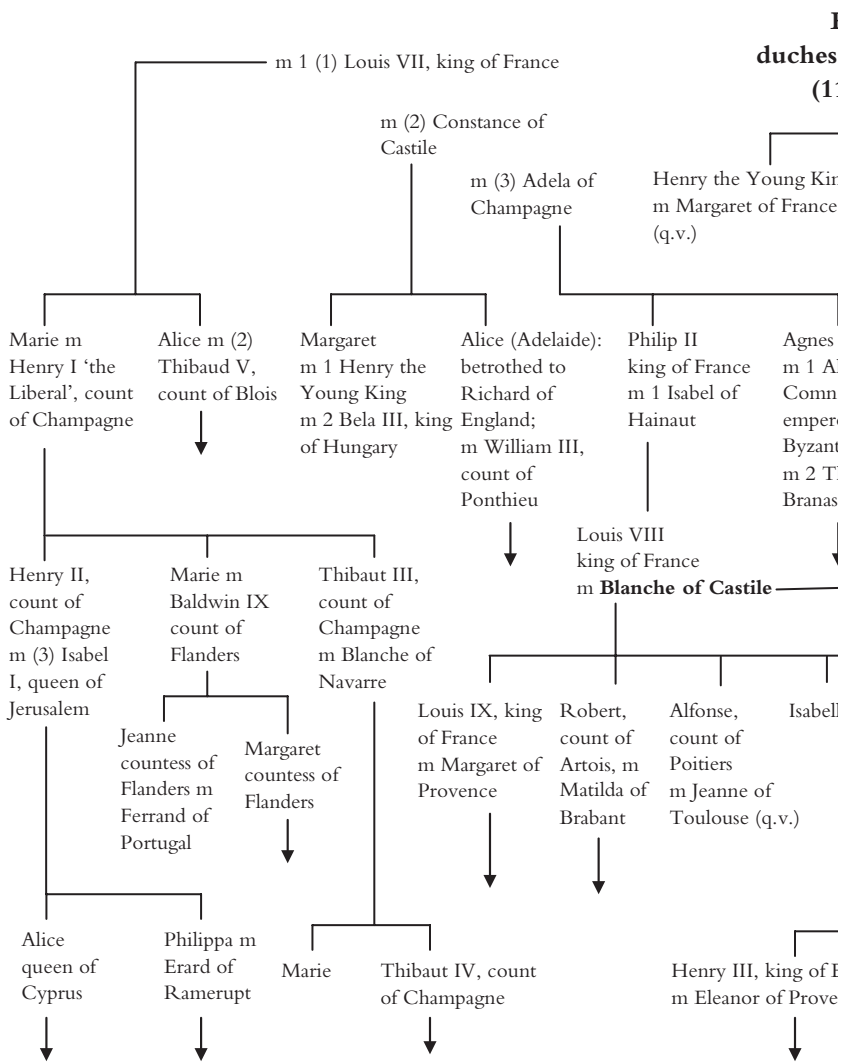 duches
(11
m 1 (1) Louis VII, king of France
m (2) Constance of
Castile
m (3) Adela of
Champagne
Henry the Young Kin
m Margaret of France
(q.v.)
Marie m
Henry I ‘the
Liberal’, count
of Champagne
Alice m (2)
Thibaud V,
count of Blois
Margaret
m 1 Henry the
Young King
m 2 Bela III, king
of Hungary
Alice (Adelaide):
betrothed to
Richard of
England;
m William III,
count of
Ponthieu
Philip II
king of France
m 1 Isabel of
Hainaut
Agnes
m 1 Al
Comn
emper
Byzant
m 2 Th
Branas
Louis VIII
king of France
m Blanche of Castile
Henry II,
count of
Champagne
m (3) Isabel
I, queen of
Jerusalem
Marie m
Baldwin IX
count of
Flanders
Thibaut III,
count of
Champagne
m Blanche of
Navarre
Jeanne
countess of
Flanders m
Ferrand of
Portugal
Margaret
countess of
Flanders
Louis IX, king
of France
m Margaret of
Provence
Robert,
count of
Artois, m
Matilda of
Brabant
Alfonse,
count of
Poitiers
m Jeanne of
Toulouse (q.v.)
Isabell
Alice
queen of
Cyprus
Philippa m
Erard of
Ramerupt
Marie
Thibaut IV, count
of Champagne
Henry III, king of E
m Eleanor of Prove